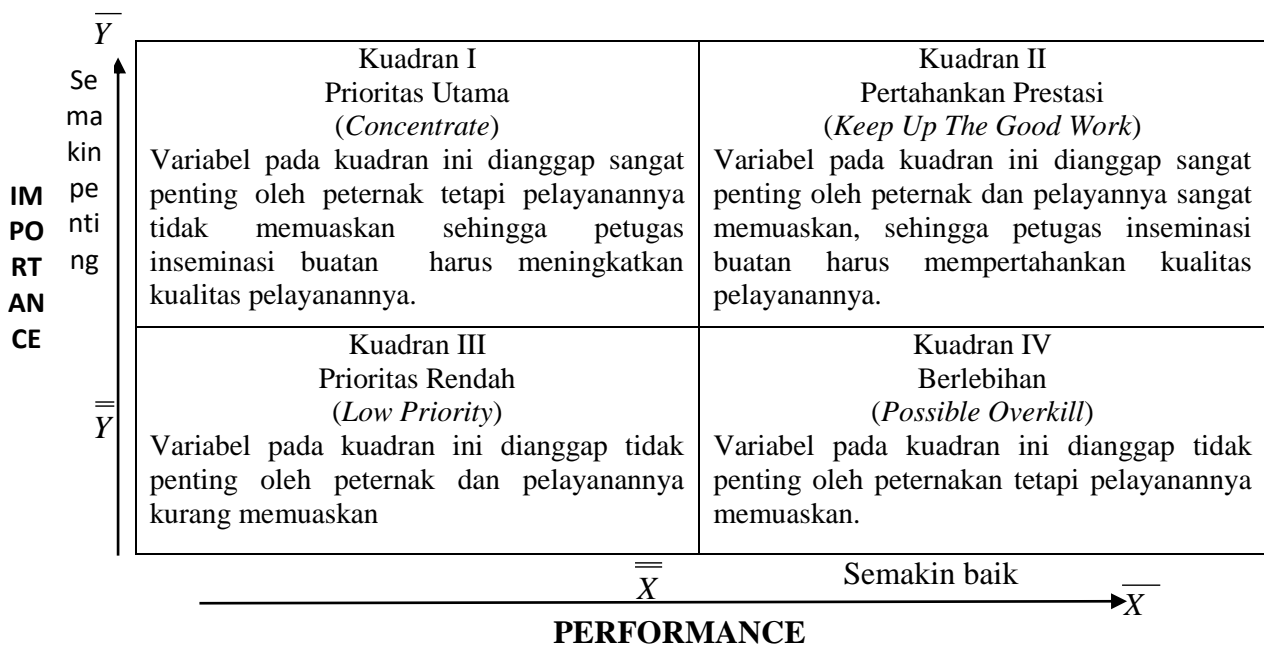 Y
Se
ma
kin
pe
nti
ng
IM
PO
RT
AN
CE
Kuadran I
Prioritas Utama
(Concentrate)
Variabel pada kuadran ini dianggap sangat
penting oleh peternak tetapi pelayanannya
tidak memuaskan sehingga petugas
inseminasi buatan harus meningkatkan
kualitas pelayanannya.
Kuadran II
Pertahankan Prestasi
(Keep Up The Good Work)
Variabel pada kuadran ini dianggap sangat
penting oleh peternak dan pelayannya sangat
memuaskan, sehingga petugas inseminasi
buatan harus mempertahankan kualitas
pelayanannya.
Y
Kuadran III
Prioritas Rendah
(Low Priority)
Variabel pada kuadran ini dianggap tidak
penting oleh peternak dan pelayanannya
kurang memuaskan
Kuadran IV
Berlebihan
(Possible Overkill)
Variabel pada kuadran ini dianggap tidak
penting oleh peternakan tetapi pelayanannya
memuaskan.
X
Semakin baik
X
PERFORMANCE